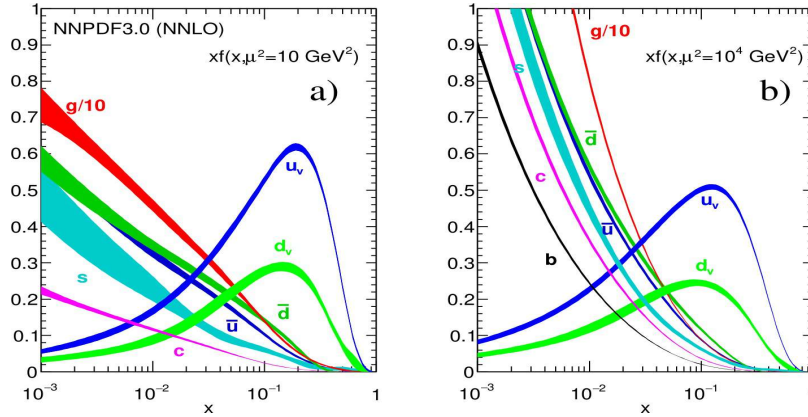 NNPDF3.0 (NNLO)
xf(x,μ²=10 GeV²)
a)
g/10
u_v
d_v
s
d̅
u̅
c
1
0.9
0.8
0.7
0.6
0.5
0.4
0.3
0.2
0.1
0
10⁻³
10⁻²
10⁻¹
1
x
g/10
xf(x,μ²=10⁴ GeV²)
b)
s
d̅
c
u̅
u_v
b
d_v
1
0.9
0.8
0.7
0.6
0.5
0.4
0.3
0.2
0.1
0
10⁻³
10⁻²
10⁻¹
x